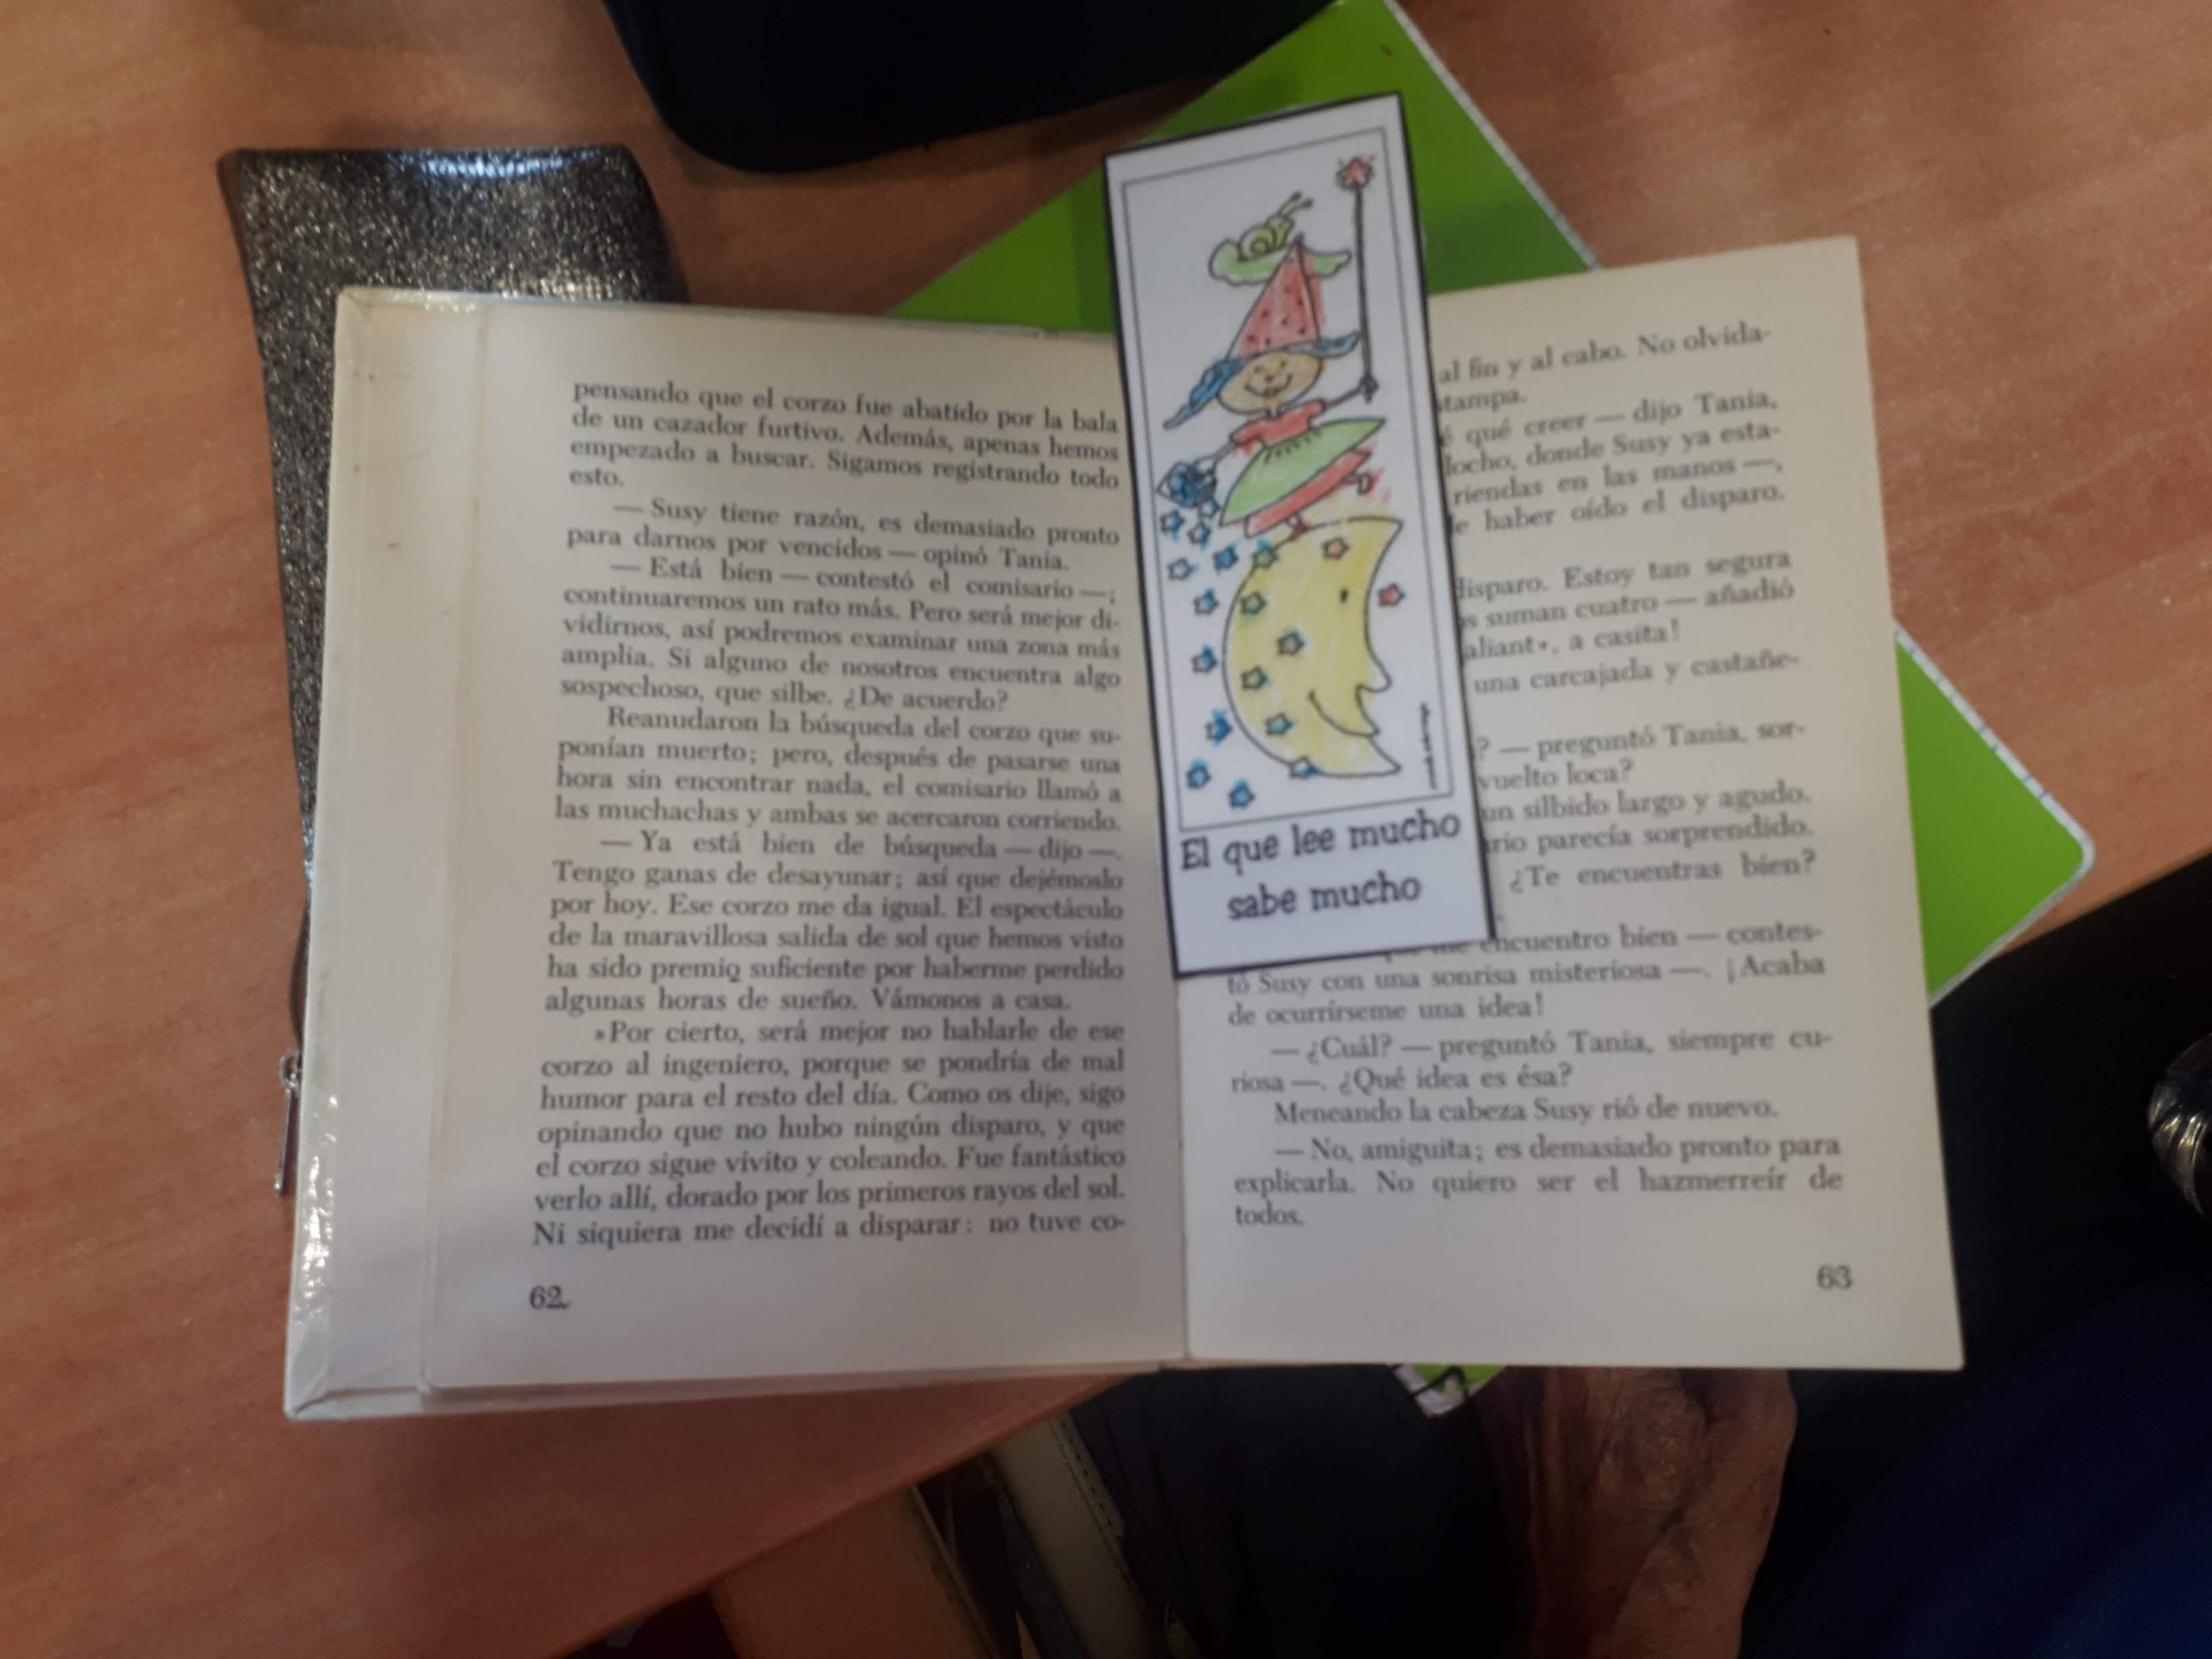 pensando que el corzo fue abatido por la bala
de un cazador furtivo. Además, apenas hemos
empezado a buscar. Sigamos registrando todo
esto.
— Susy tiene razón, es demasiado pronto
para darnos por vencidos — opinó Tania.
— Está bien — contestó el comisario —;
continuaremos un rato más. Pero será mejor di-
vidirnos, así podremos examinar una zona más
amplia. Si alguno de nosotros encuentra algo
sospechoso, que silbe. ¿De acuerdo?
Reanudaron la búsqueda del corzo que su-
ponían muerto; pero, después de pasarse una
hora sin encontrar nada, el comisario llamó a
las muchachas y ambas se acercaron corriendo.
— Ya está bien de búsqueda — dijo —.
Tengo ganas de desayunar; así que dejémoslo
por hoy. Ese corzo me da igual. El espectáculo
de la maravillosa salida de sol que hemos visto
ha sido premio suficiente por haberme perdido
algunas horas de sueño. Vámonos a casa.
»Por cierto, será mejor no hablarle de ese
corzo al ingeniero, porque se pondría de mal
humor para el resto del día. Como os dije, sigo
opinando que no hubo ningún disparo, y que
el corzo sigue vivito y coleando. Fue fantástico
verlo allí, dorado por los primeros rayos del sol.
Ni siquiera me decidí a disparar: no tuve co-
62
El que lee mucho
sabe mucho
al fin y al cabo. No olvida-
stampa.
é qué creer — dijo Tania,
locho, donde Susy ya esta-
riendas en las manos —,
e haber oído el disparo.
disparo. Estoy tan segura
s suman cuatro — añadió
aliant», a casita!
una carcajada y castañe-
? — preguntó Tania, sor-
vuelto loca?
un silbido largo y agudo.
rio parecía sorprendido.
¿Te encuentras bien?
encuentro bien — contes-
tó Susy con una sonrisa misteriosa —. ¡Acaba
de ocurrírseme una idea!
— ¿Cuál? — preguntó Tania, siempre cu-
riosa —. ¿Qué idea es ésa?
Meneando la cabeza Susy rió de nuevo.
— No, amiguita; es demasiado pronto para
explicarla. No quiero ser el hazmerreír de
todos.
63